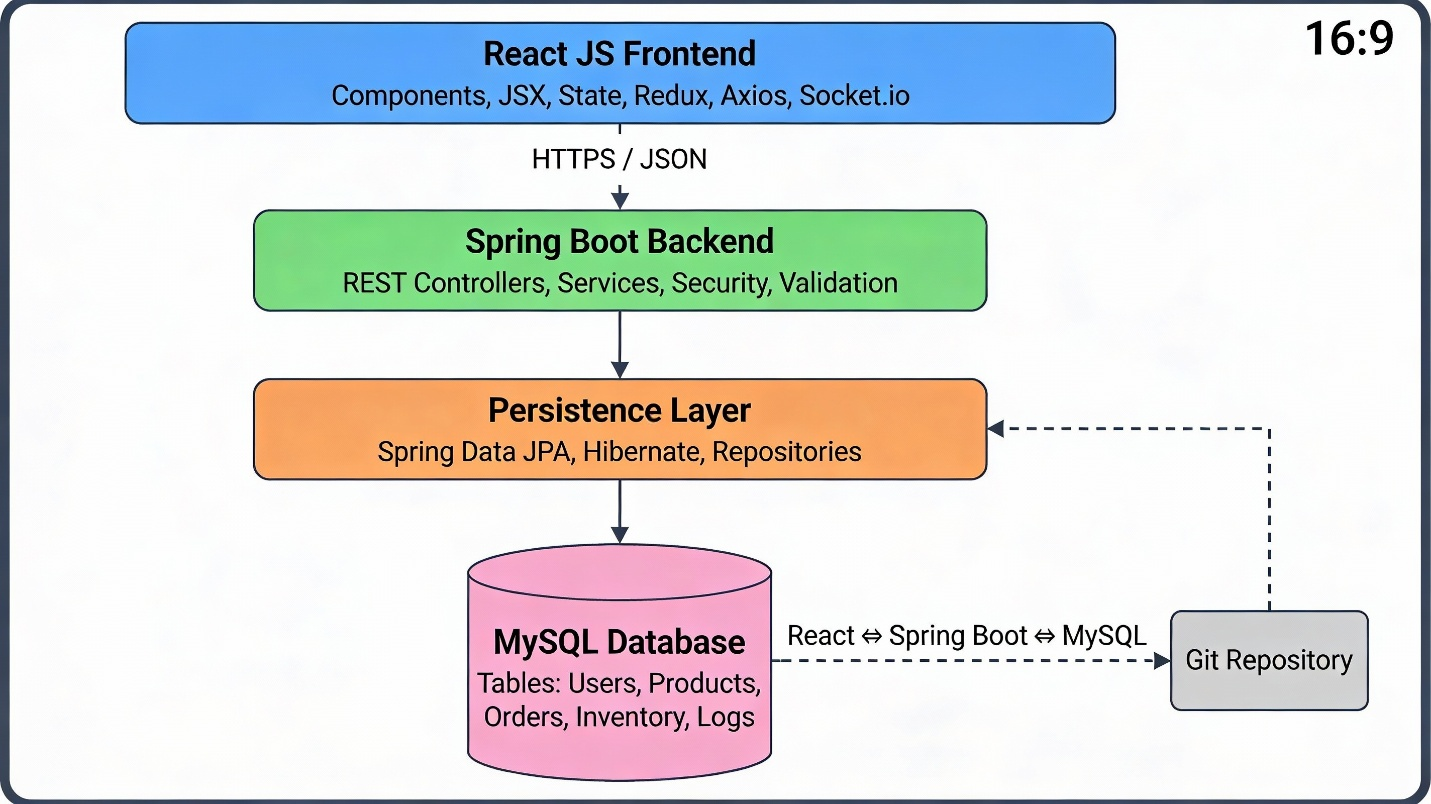 16:9
React JS Frontend
Components, JSX, State, Redux, Axios, Socket.io
HTTPS / JSON
Spring Boot Backend
REST Controllers, Services, Security, Validation
Persistence Layer
Spring Data JPA, Hibernate, Repositories
MySQL Database
Tables: Users, Products,
Orders, Inventory, Logs
React ⇔ Spring Boot ⇔ MySQL
Git Repository